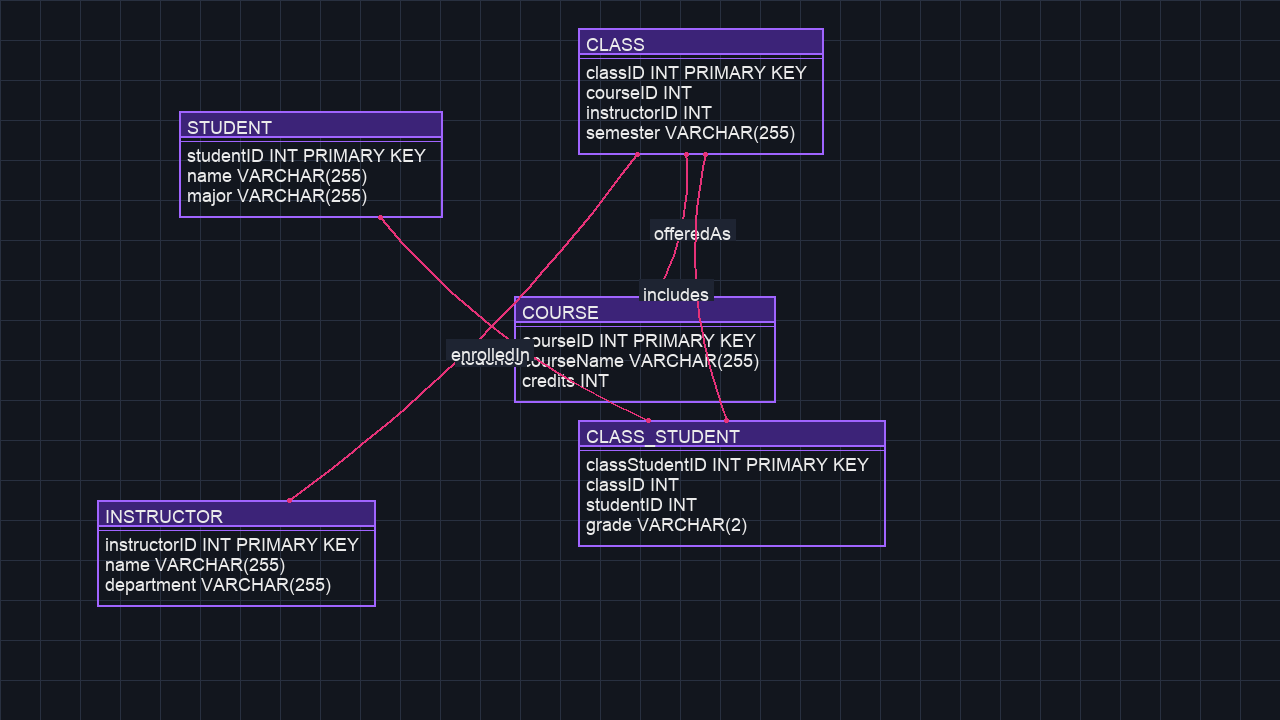 CLASS
classID INT PRIMARY KEY
courseID INT
instructorID INT
semester VARCHAR(255)
STUDENT
studentID INT PRIMARY KEY
name VARCHAR(255)
major VARCHAR(255)
offeredAs
includes
COURSE
courseID INT PRIMARY KEY
courseName VARCHAR(255)
credits INT
enrolledIn
CLASS_STUDENT
classStudentID INT PRIMARY KEY
classID INT
studentID INT
grade VARCHAR(2)
INSTRUCTOR
instructorID INT PRIMARY KEY
name VARCHAR(255)
department VARCHAR(255)